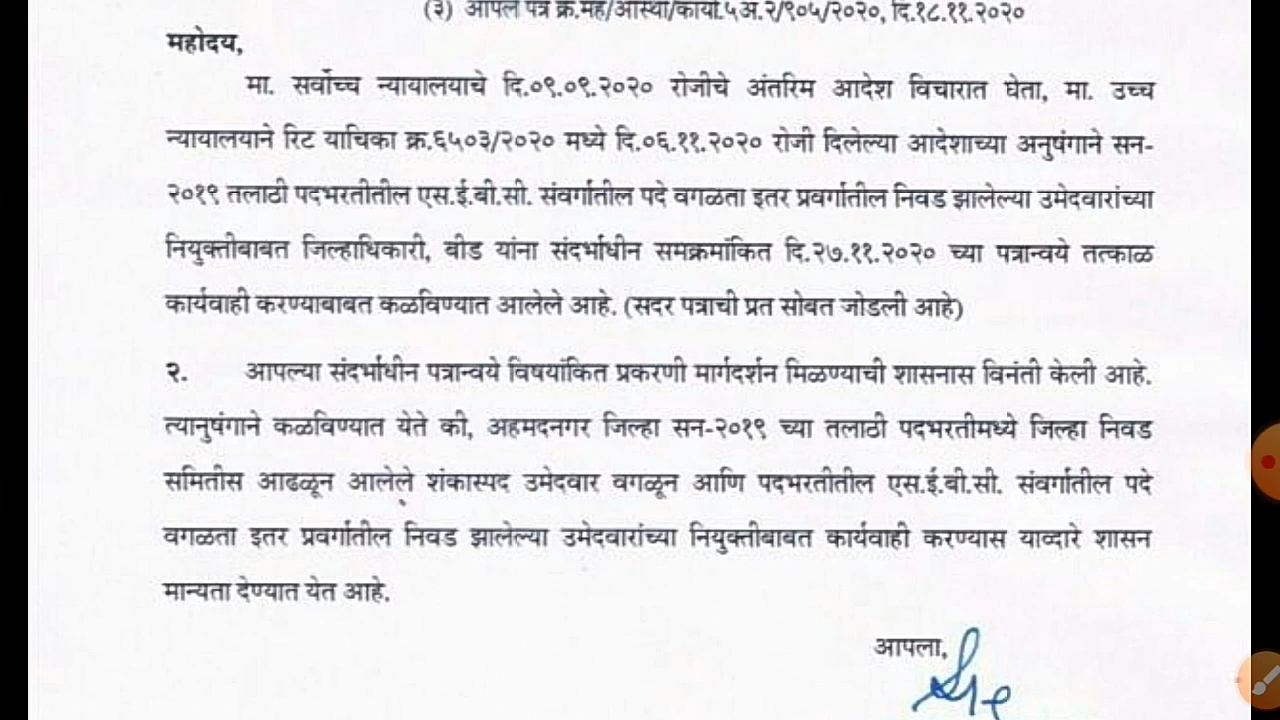 (३) आपले पत्र क्र.मह/आस्था/कार्या.५अ.२/९०५/२०२०, दि.१८.११.२०२०
महोदय,
मा. सर्वोच्च न्यायालयाचे दि.०९.०९.२०२० रोजीचे अंतरिम आदेश विचारात घेता, मा. उच्च
न्यायालयाने रिट याचिका क्र.६५०३/२०२० मध्ये दि.०६.११.२०२० रोजी दिलेल्या आदेशाच्या अनुषंगाने सन-
२०१९ तलाठी पदभरतीतील एस.ई.बी.सी. संवर्गातील पदे वगळता इतर प्रवर्गातील निवड झालेल्या उमेदवारांच्या
नियुक्तीबाबत जिल्हाधिकारी, बीड यांना संदर्भाधीन समक्रमांकित दि.२७.११.२०२० च्या पत्रान्वये तत्काळ
कार्यवाही करण्याबाबत कळविण्यात आलेले आहे. (सदर पत्राची प्रत सोबत जोडली आहे)
२. आपल्या संदर्भाधीन पत्रान्वये विषयांकित प्रकरणी मार्गदर्शन मिळण्याची शासनास विनंती केली आहे.
त्यानुषंगाने कळविण्यात येते की, अहमदनगर जिल्हा सन-२०१९ च्या तलाठी पदभरतीमध्ये जिल्हा निवड
समितीस आढळून आलेले शंकास्पद उमेदवार वगळून आणि पदभरतीतील एस.ई.बी.सी. संवर्गातील पदे
वगळता इतर प्रवर्गातील निवड झालेल्या उमेदवारांच्या नियुक्तीबाबत कार्यवाही करण्यास याव्दारे शासन
मान्यता देण्यात येत आहे.
आपला,